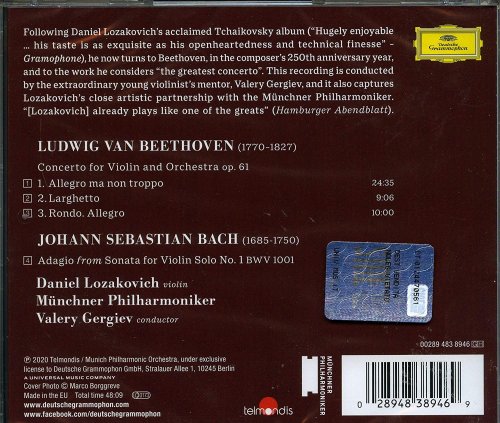 Following Daniel Lozakovich's acclaimed Tchaikovsky album ("Hugely enjoyable
... his taste is as exquisite as his openheartedness and technical finesse" -
Gramophone), he now turns to Beethoven, in the composer's 250th anniversary year,
and to the work he considers "the greatest concerto". This recording is conducted
by the extraordinary young violinist's mentor, Valery Gergiev, and it also captures
Lozakovich's close artistic partnership with the Münchner Philharmoniker.
"[Lozakovich] already plays like one of the greats" (Hamburger Abendblatt).
Deutsche
Grammophon
LUDWIG VAN BEETHOVEN (1770-1827)
Concerto for Violin and Orchestra op. 61
1 1. Allegro ma non troppo 24:35
2 2. Larghetto 9:06
3 3. Rondo. Allegro 10:00
JOHANN SEBASTIAN BACH (1685-1750)
4 Adagio from Sonata for Violin Solo No. 1 BWV 1001
Daniel Lozakovich violin
Münchner Philharmoniker
Valery Gergiev conductor
00289 483 8946
℗ 2020 Telmondis / Munich Philharmonic Orchestra, under exclusive
license to Deutsche Grammophon GmbH, Stralauer Allee 1, 10245 Berlin
A UNIVERSAL MUSIC COMPANY
Cover Photo © Marco Borggreve
Made in the EU Total time 48:09
www.deutschegrammophon.com
www.facebook.com/deutschegrammophon
telmondis
MÜNCHNER
PHILHARMONIKER
0 28948 38946 9